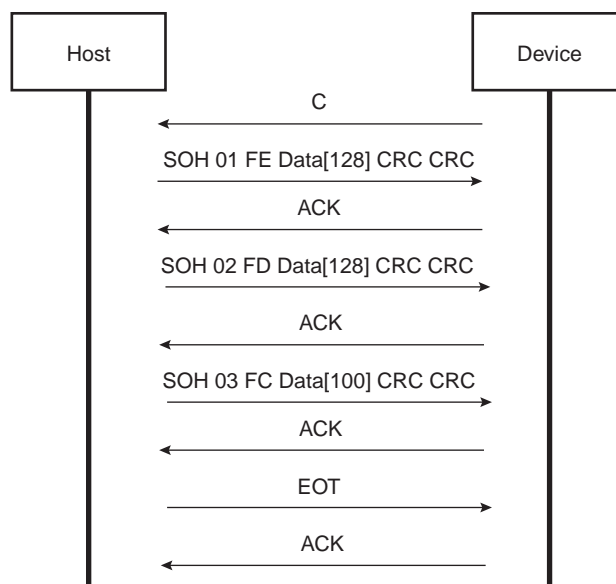 Host
Device
C
SOH 01 FE Data[128] CRC CRC
ACK
SOH 02 FD Data[128] CRC CRC
ACK
SOH 03 FC Data[100] CRC CRC
ACK
EOT
ACK